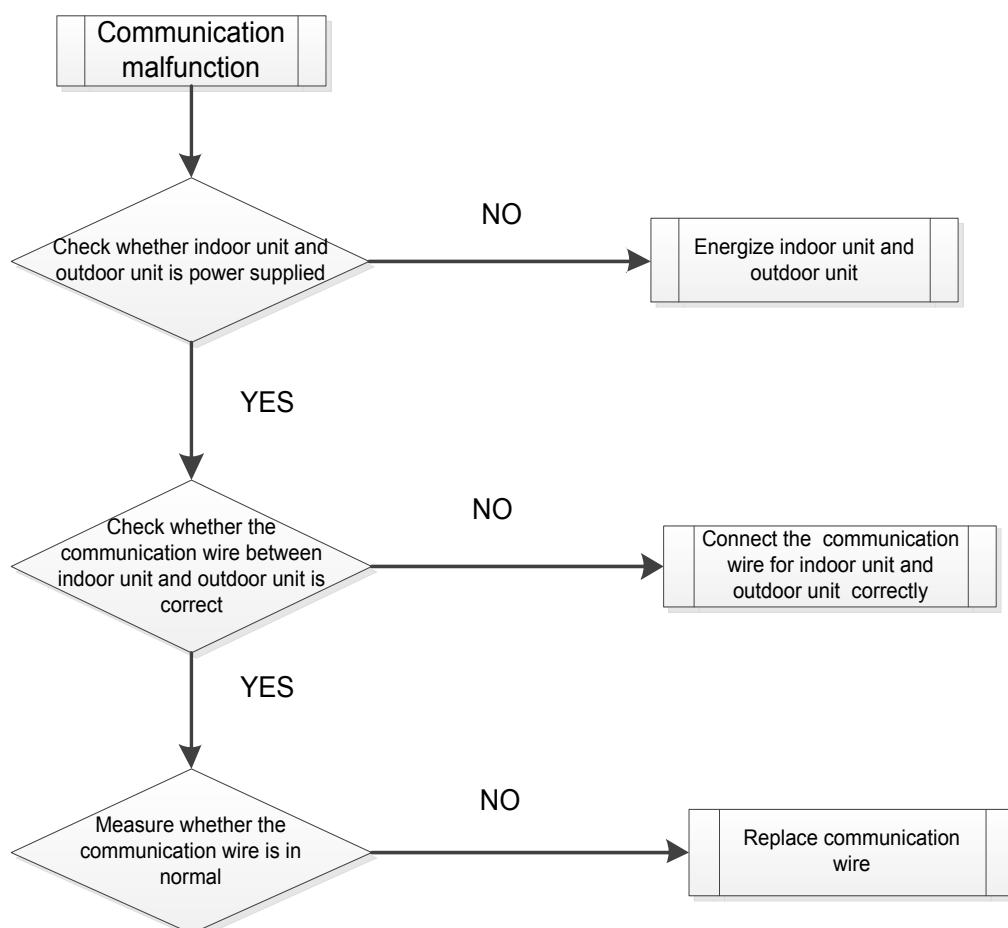 Communication
malfunction
NO
Check whether indoor unit and
outdoor unit is power supplied
Energize indoor unit and
outdoor unit
YES
NO
Check whether the
communication wire between
indoor unit and outdoor unit is
correct
Connect the communication
wire for indoor unit and
outdoor unit correctly
YES
NO
Measure whether the
communication wire is in
normal
Replace communication
wire